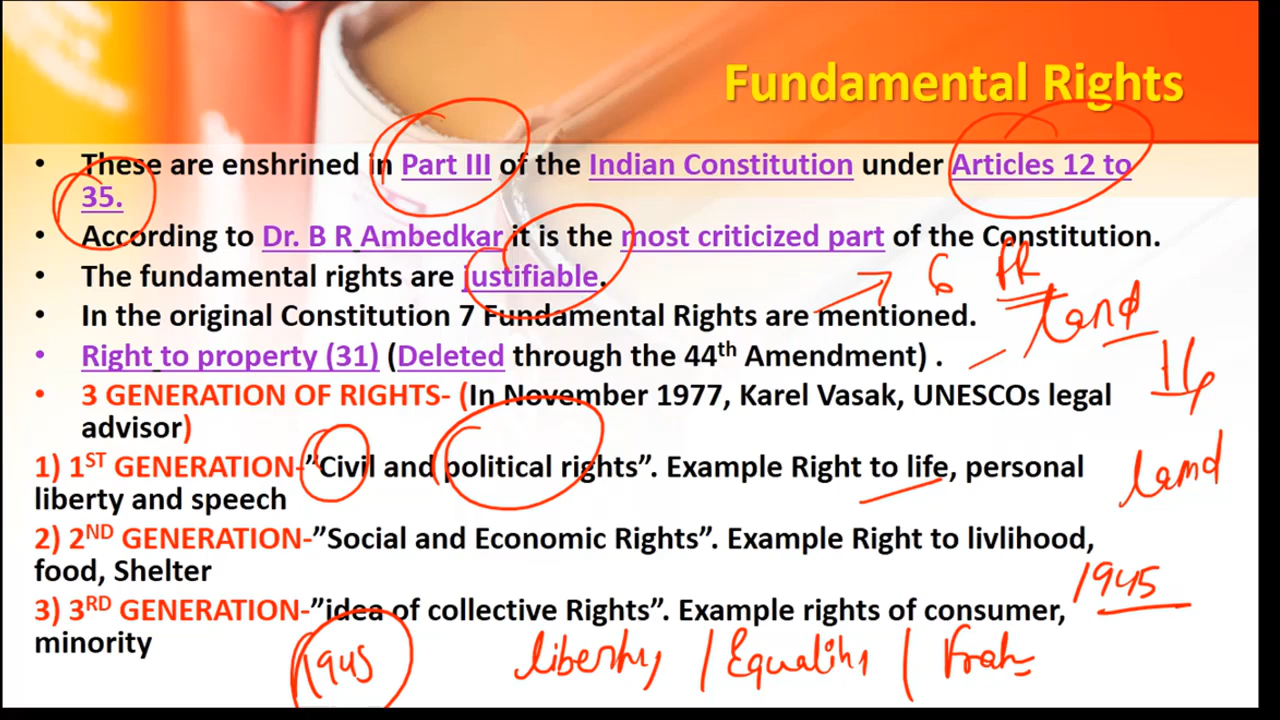 Fundamental Rights
• These are enshrined in Part III of the Indian Constitution under Articles 12 to
35.
• According to Dr. B R Ambedkar it is the most criticized part of the Constitution.
• The fundamental rights are justifiable.
6 FR
• In the original Constitution 7 Fundamental Rights are mentioned.
land
• Right to property (31) (Deleted through the 44th Amendment) .
• 3 GENERATION OF RIGHTS- (In November 1977, Karel Vasak, UNESCOs legal
advisor)
1) 1ST GENERATION-”Civil and political rights”. Example Right to life, personal
land
liberty and speech
2) 2ND GENERATION-”Social and Economic Rights”. Example Right to livlihood,
food, Shelter
1945
3) 3RD GENERATION-”idea of collective Rights”. Example rights of consumer,
minority
1945 liberty / Equality /